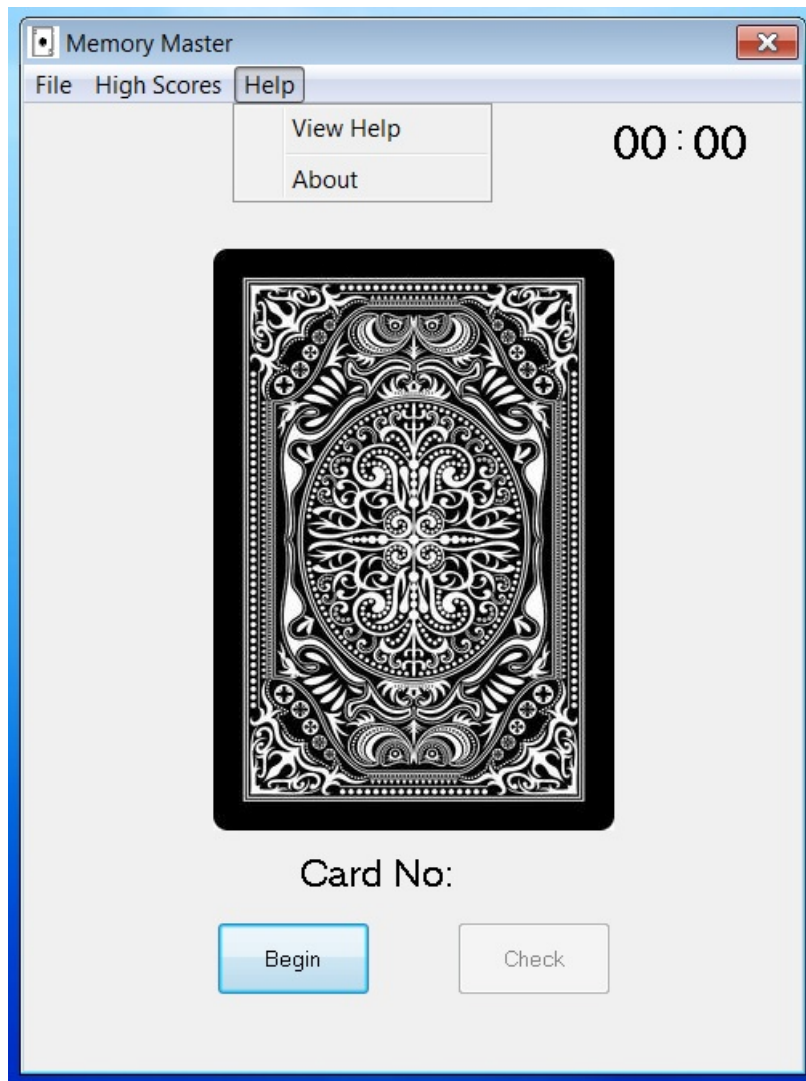 Memory Master
File High Scores Help
View Help
About
00:00
Card No:
Begin Check